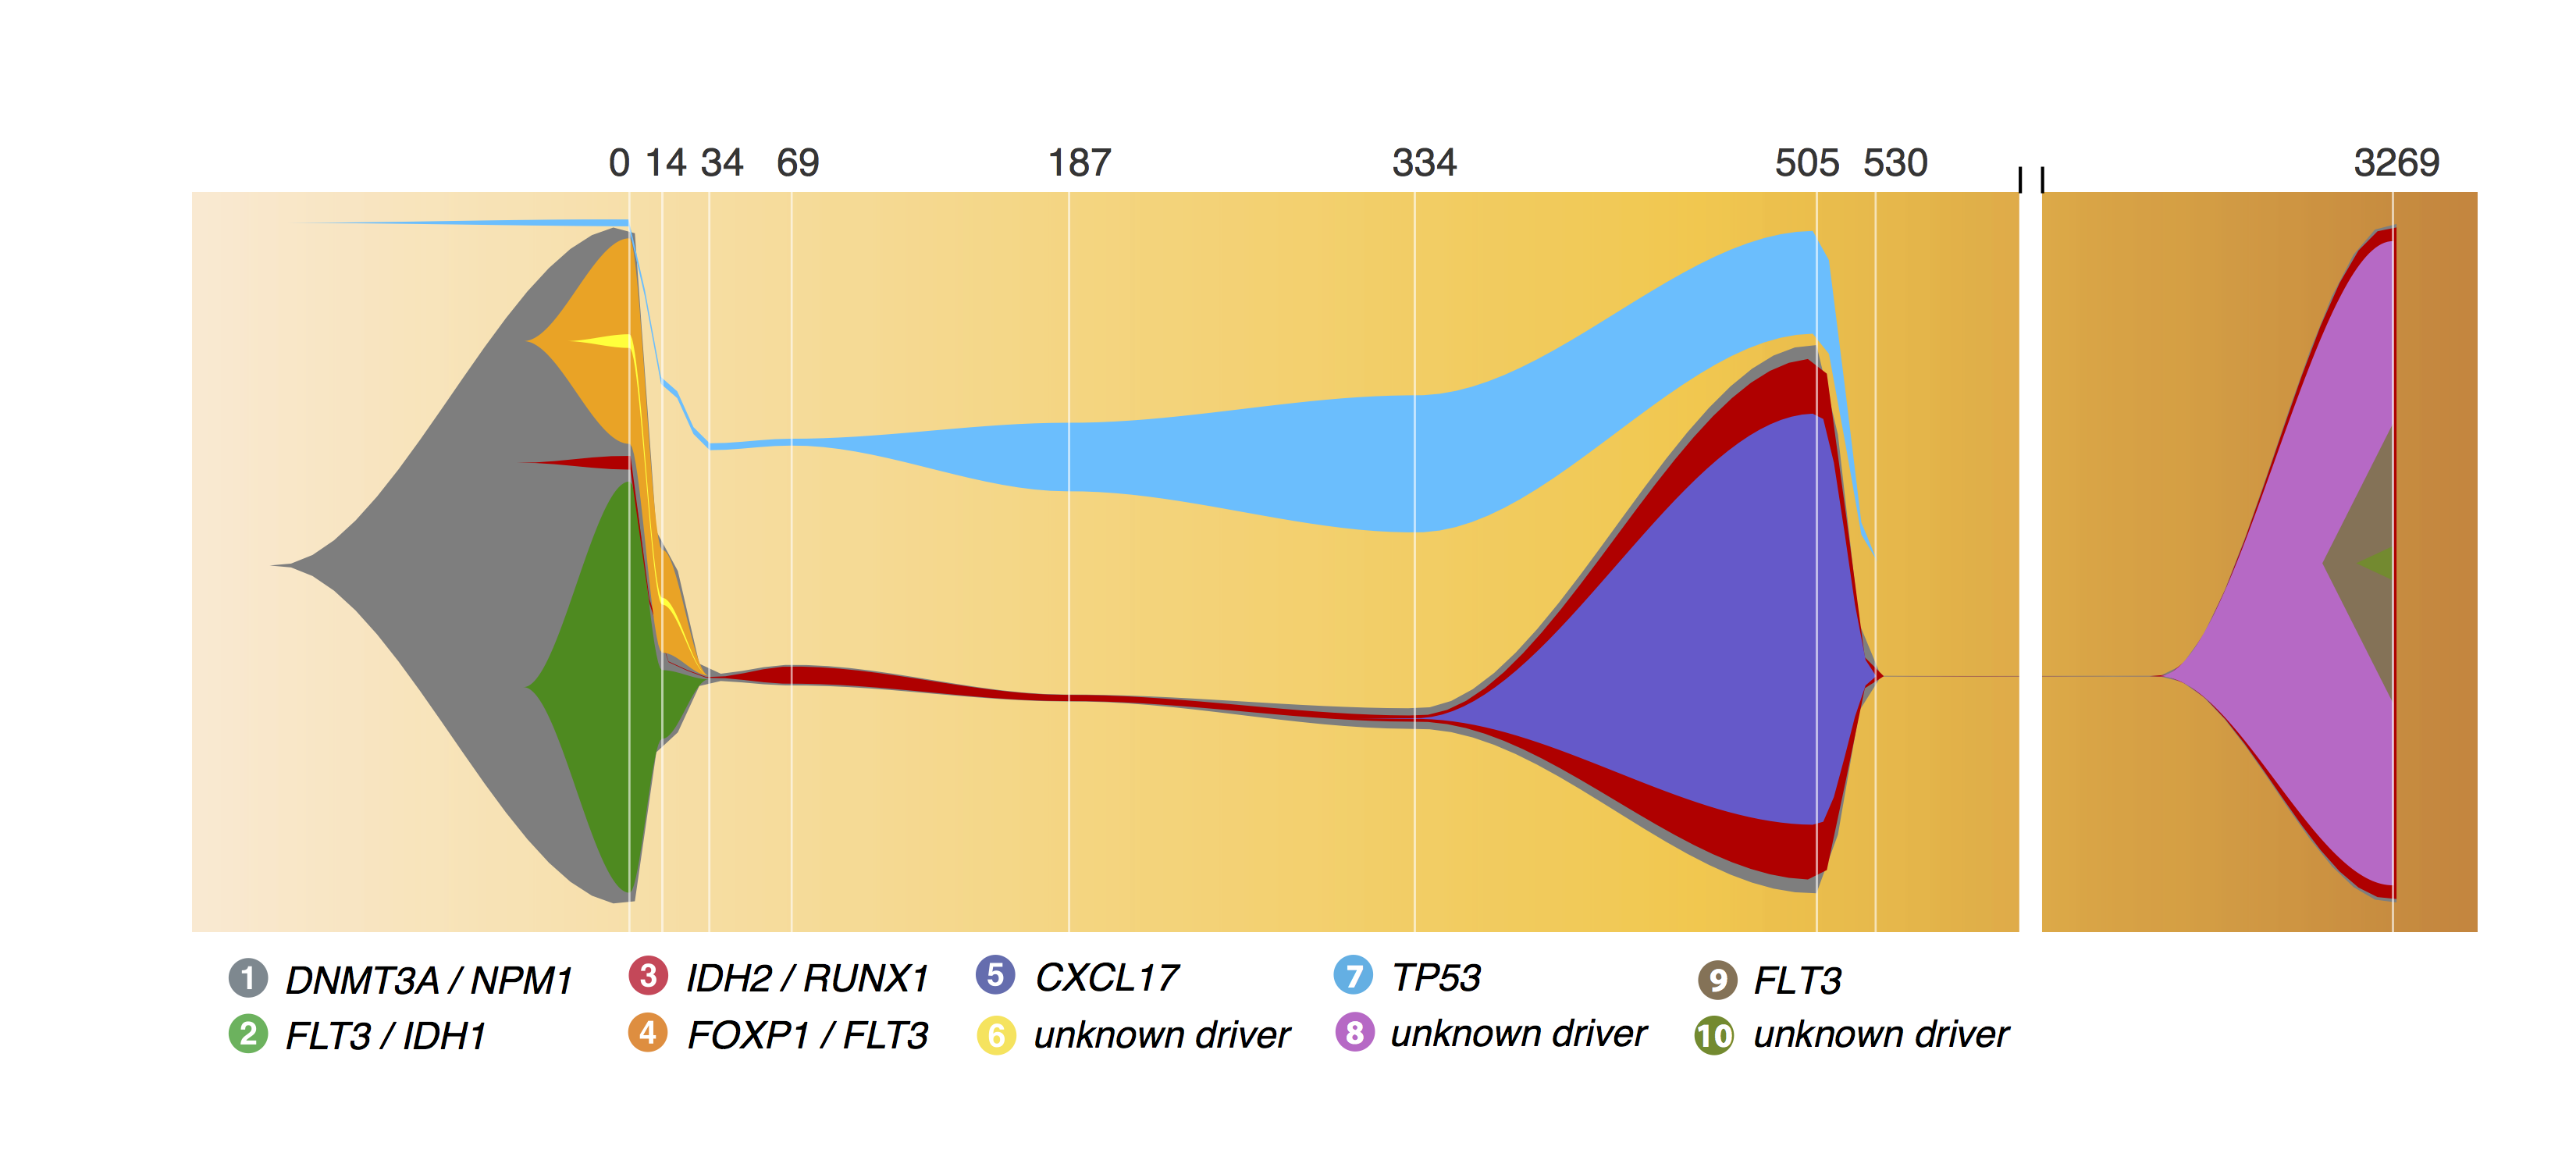 0 14 34 69 187 334 505 530 3269
1 DNMT3A / NPM1 3 IDH2 / RUNX1 5 CXCL17 7 TP53 9 FLT3
2 FLT3 / IDH1 4 FOXP1 / FLT3 6 unknown driver 8 unknown driver 10 unknown driver